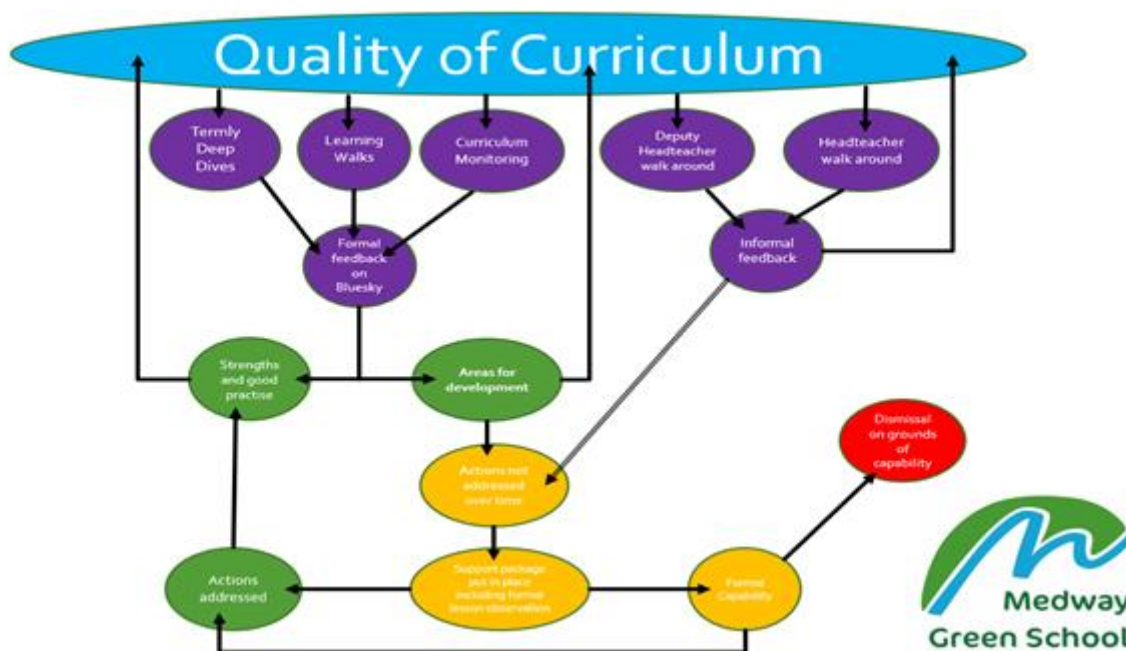 Quality of Curriculum
Termly
Deep
Dives
Learning
Walks
Curriculum
Monitoring
Deputy
Headteacher
walk around
Headteacher
walk around
Formal
feedback
on
Bluesky
Informal
feedback
Strengths
and good
practise
Areas for
development
Dismissal
on grounds
of
capability
Actions not
addressed
over time
Actions
addressed
Support package
put in place
including formal
lesson observation
Formal
Capability
Medway
Green School